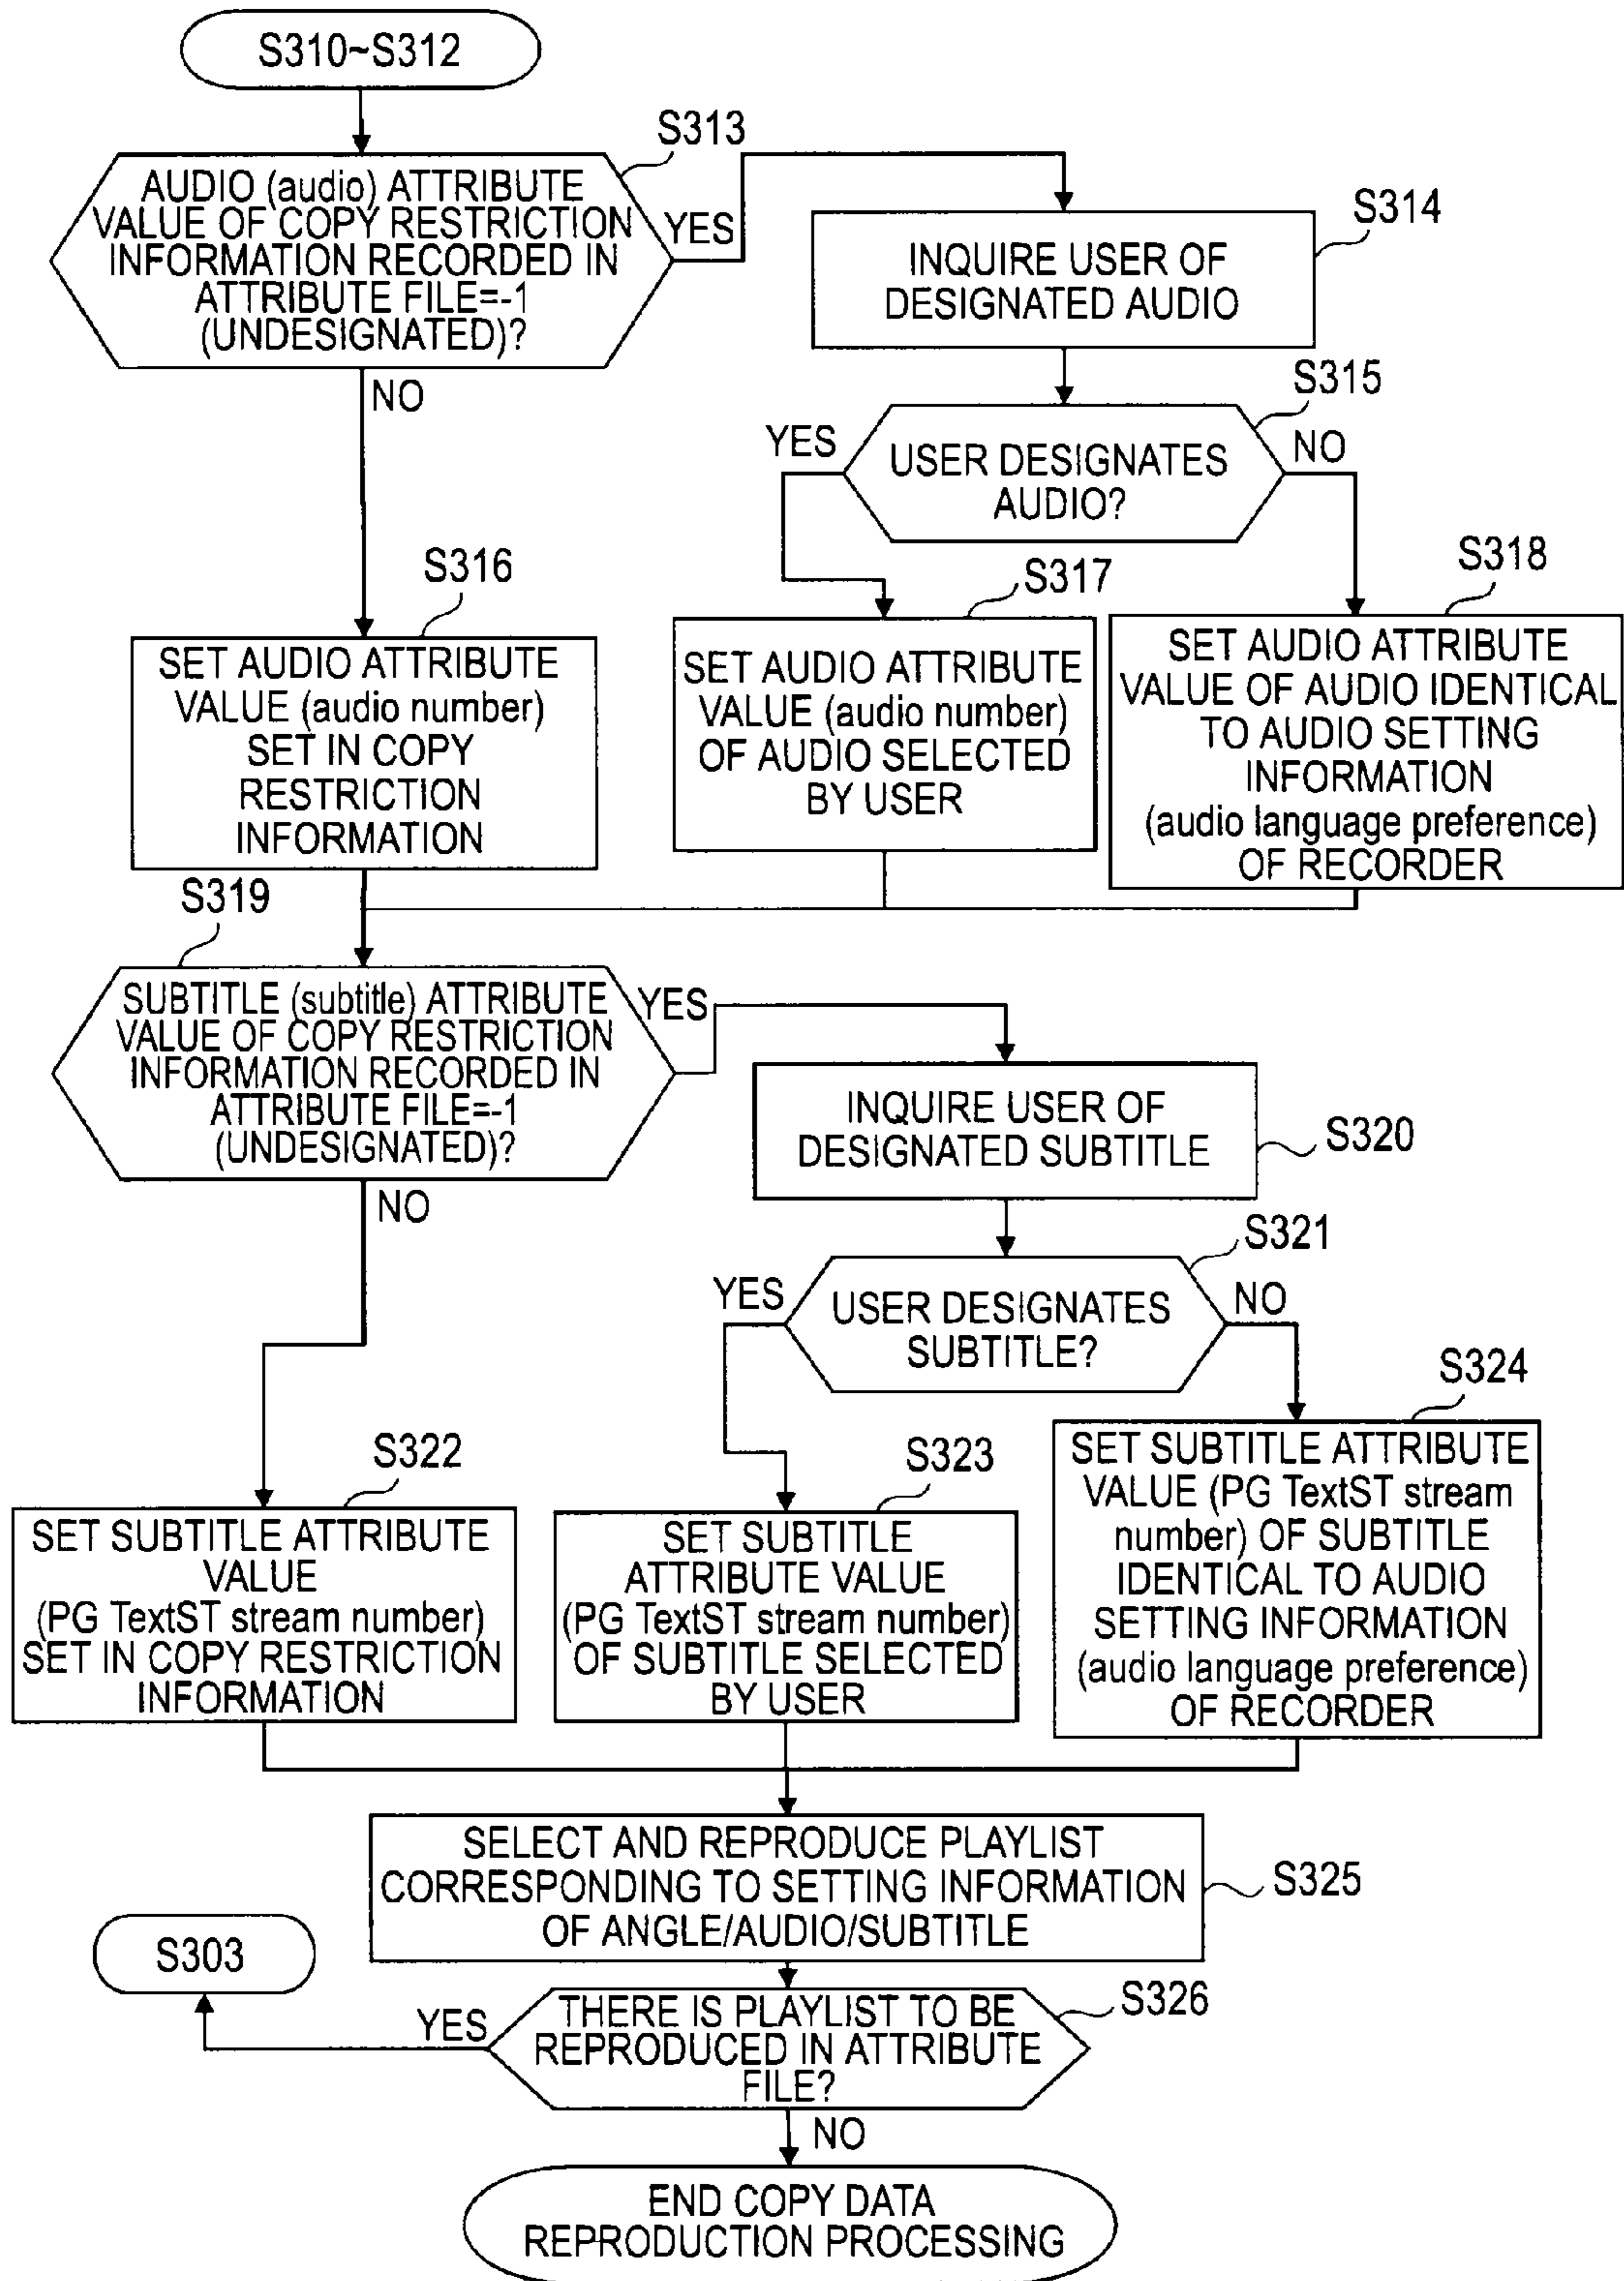 S310~S312
S313
AUDIO (audio) ATTRIBUTE
VALUE OF COPY RESTRICTION
INFORMATION RECORDED IN
ATTRIBUTE FILE=-1
(UNDESIGNATED)?
YES
NO
S314
INQUIRE USER OF
DESIGNATED AUDIO
S315
YES
USER DESIGNATES
AUDIO?
NO
S316
SET AUDIO ATTRIBUTE
VALUE (audio number)
SET IN COPY
RESTRICTION
INFORMATION
S317
SET AUDIO ATTRIBUTE
VALUE (audio number)
OF AUDIO SELECTED
BY USER
S318
SET AUDIO ATTRIBUTE
VALUE OF AUDIO IDENTICAL
TO AUDIO SETTING
INFORMATION
(audio language preference)
OF RECORDER
S319
SUBTITLE (subtitle) ATTRIBUTE
VALUE OF COPY RESTRICTION
INFORMATION RECORDED IN
ATTRIBUTE FILE=-1
(UNDESIGNATED)?
YES
NO
INQUIRE USER OF
DESIGNATED SUBTITLE
S320
S321
YES
USER DESIGNATES
SUBTITLE?
NO
S322
SET SUBTITLE ATTRIBUTE
VALUE
(PG TextST stream number)
SET IN COPY RESTRICTION
INFORMATION
S323
SET SUBTITLE
ATTRIBUTE VALUE
(PG TextST stream number)
OF SUBTITLE SELECTED
BY USER
S324
SET SUBTITLE ATTRIBUTE
VALUE (PG TextST stream
number) OF SUBTITLE
IDENTICAL TO AUDIO
SETTING INFORMATION
(audio language preference)
OF RECORDER
SELECT AND REPRODUCE PLAYLIST
CORRESPONDING TO SETTING INFORMATION
OF ANGLE/AUDIO/SUBTITLE
S325
S303
YES
THERE IS PLAYLIST TO BE
REPRODUCED IN ATTRIBUTE
FILE?
S326
NO
END COPY DATA
REPRODUCTION PROCESSING